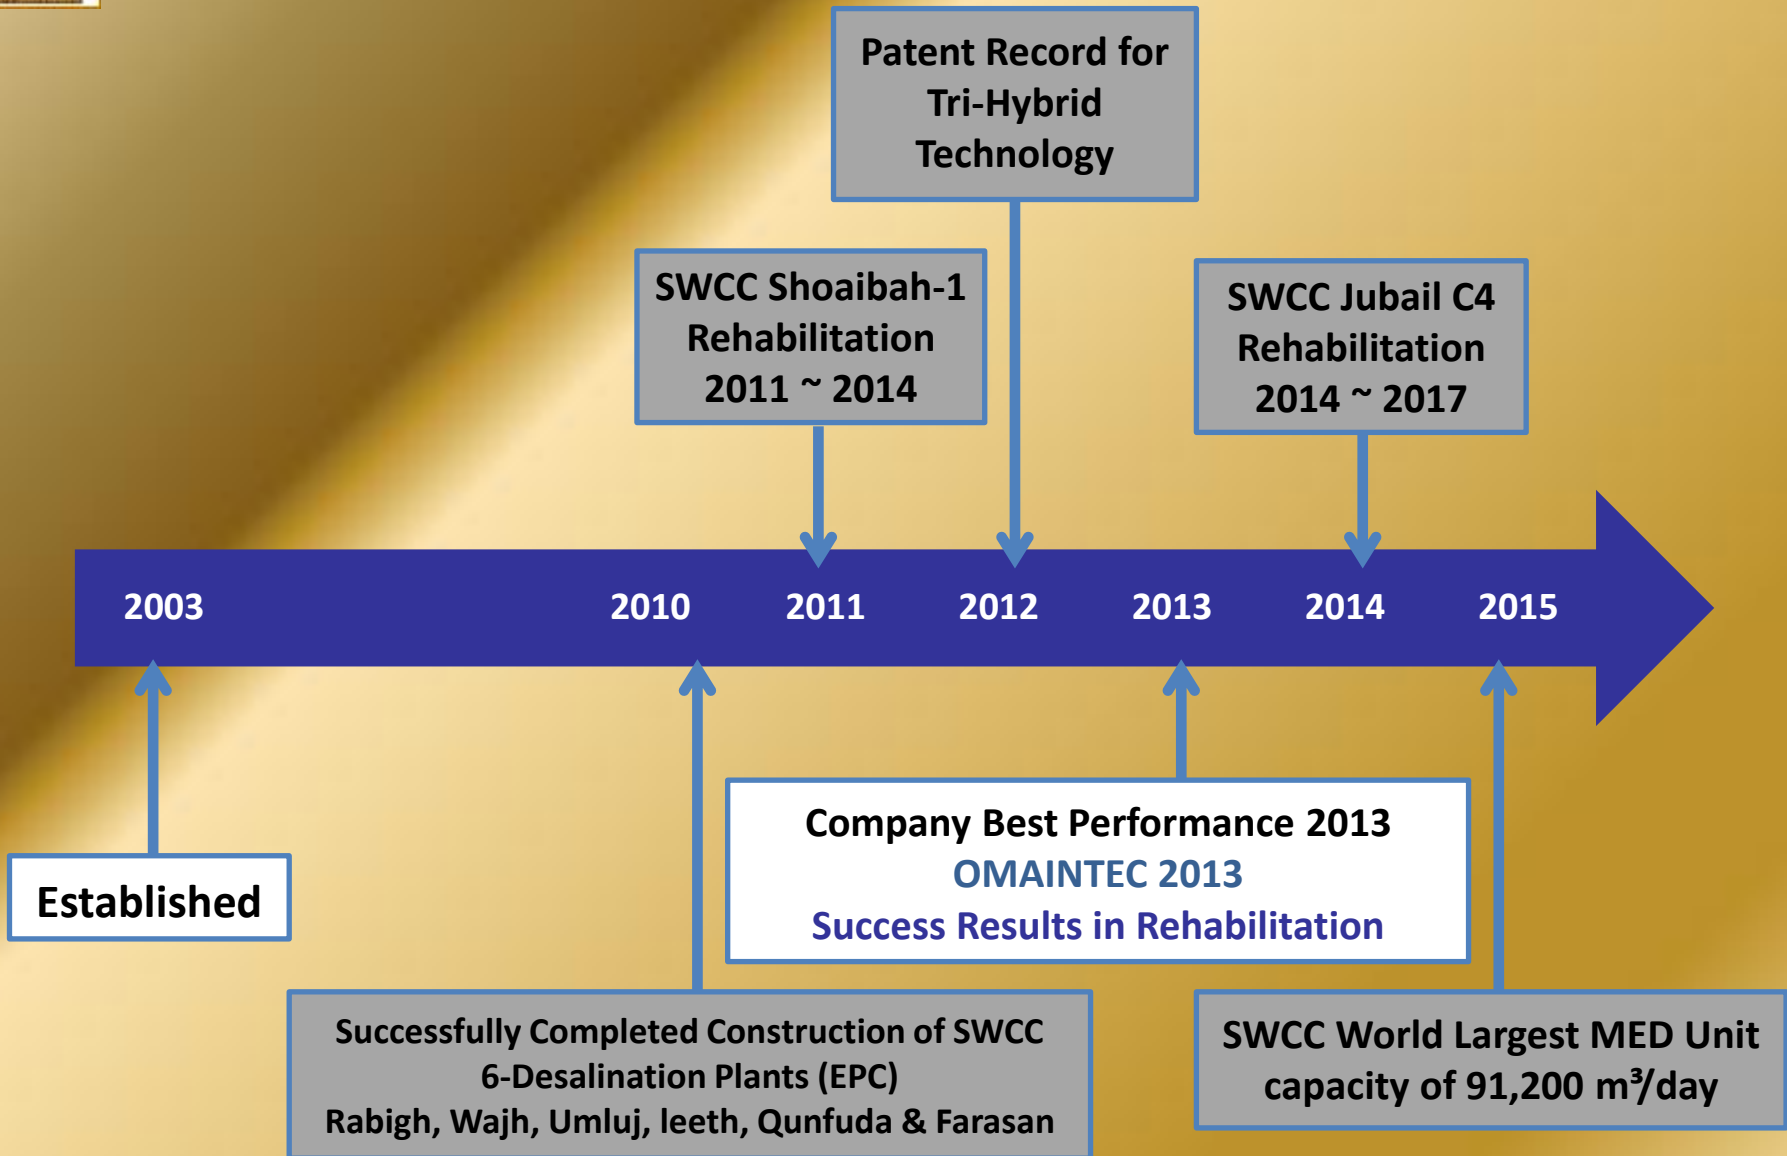 Patent Record for
Tri-Hybrid
Technology
SWCC Shoaibah-1
Rehabilitation
2011 ~ 2014
SWCC Jubail C4
Rehabilitation
2014 ~ 2017
2003
2010
2011
2012
2013
2014
2015
Established
Company Best Performance 2013
OMAINTEC 2013
Success Results in Rehabilitation
Successfully Completed Construction of SWCC
6-Desalination Plants (EPC)
Rabigh, Wajh, Umluj, leeth, Qunfuda & Farasan
SWCC World Largest MED Unit
capacity of 91,200 m³/day